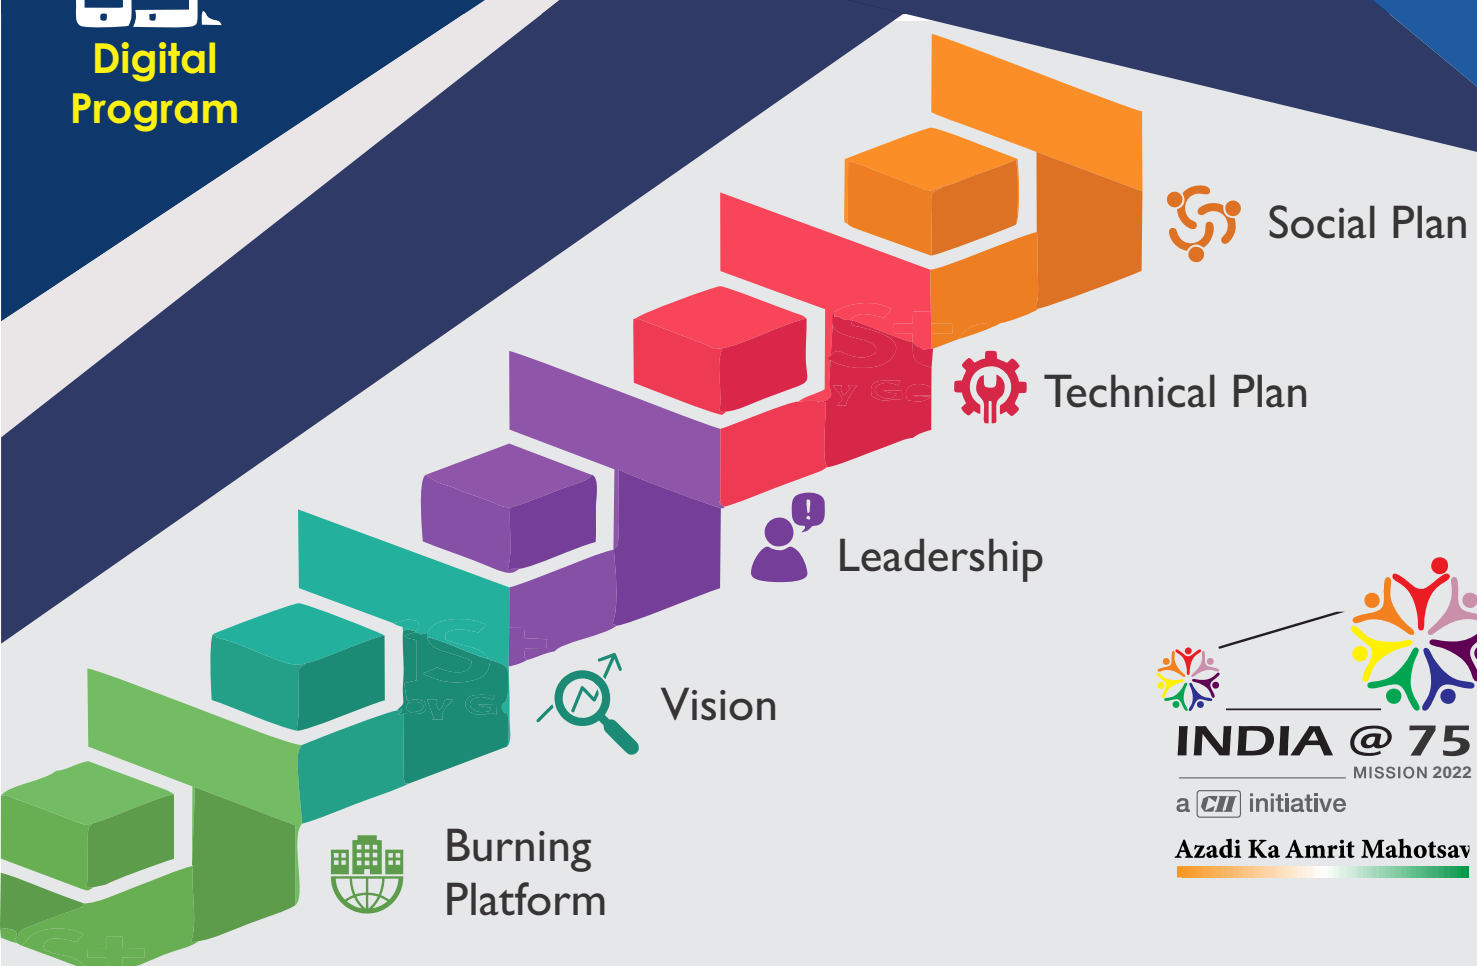 Digital
Program
Social Plan
Technical Plan
!
Leadership
Vision
Burning
Platform
INDIA @ 75
MISSION 2022
a CII initiative
Azadi Ka Amrit Mahotsav